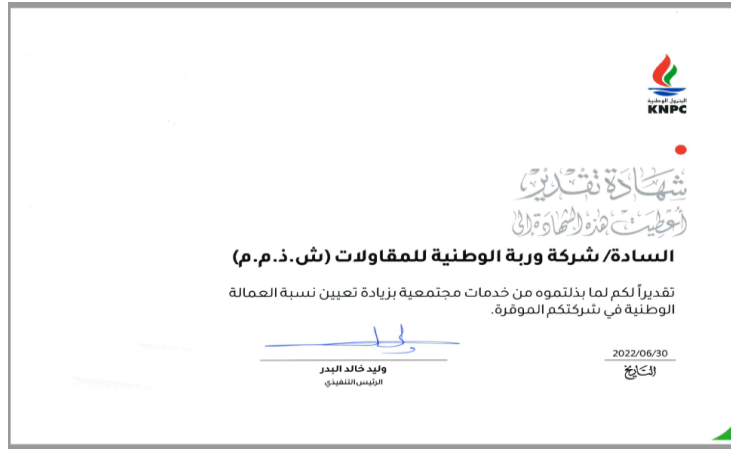 البترول الوطنية
KNPC
شهادة تقدير
أعطيت هذه الشهادة إلى
السادة/ شركة وربة الوطنية للمقاولات (ش.ذ.م.م)
تقديراً لكم لما بذلتموه من خدمات مجتمعية بزيادة تعيين نسبة العمالة
الوطنية في شركتكم الموقرة.
2022/06/30
التاريخ
وليد خالد البدر
الرئيس التنفيذي